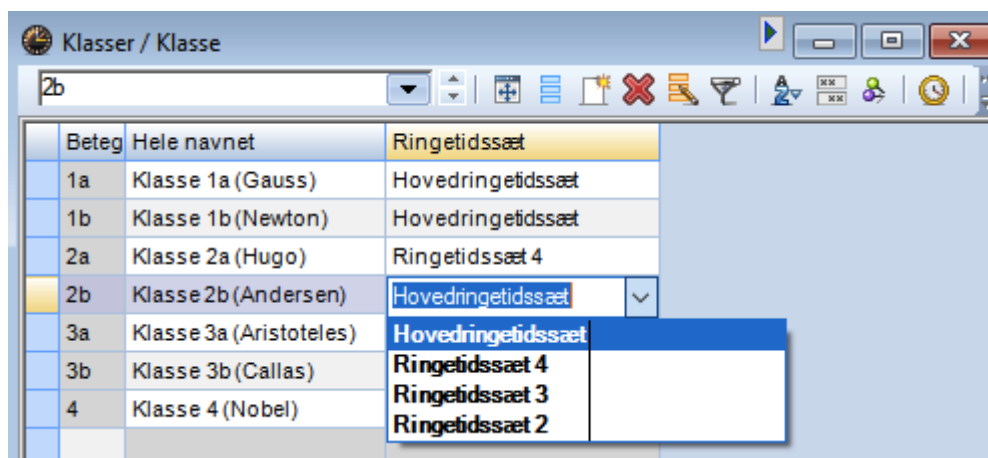 Klasser / Klasse
2b
Beteg Hele navnet Ringetidssæt
1a Klasse 1a (Gauss) Hovedringetidssæt
1b Klasse 1b (Newton) Hovedringetidssæt
2a Klasse 2a (Hugo) Ringetidssæt 4
2b Klasse 2b (Andersen) Hovedringetidssæt
3a Klasse 3a (Aristoteles) Hovedringetidssæt
3b Klasse 3b (Callas) Ringetidssæt 4
Ringetidssæt 3
4 Klasse 4 (Nobel) Ringetidssæt 2